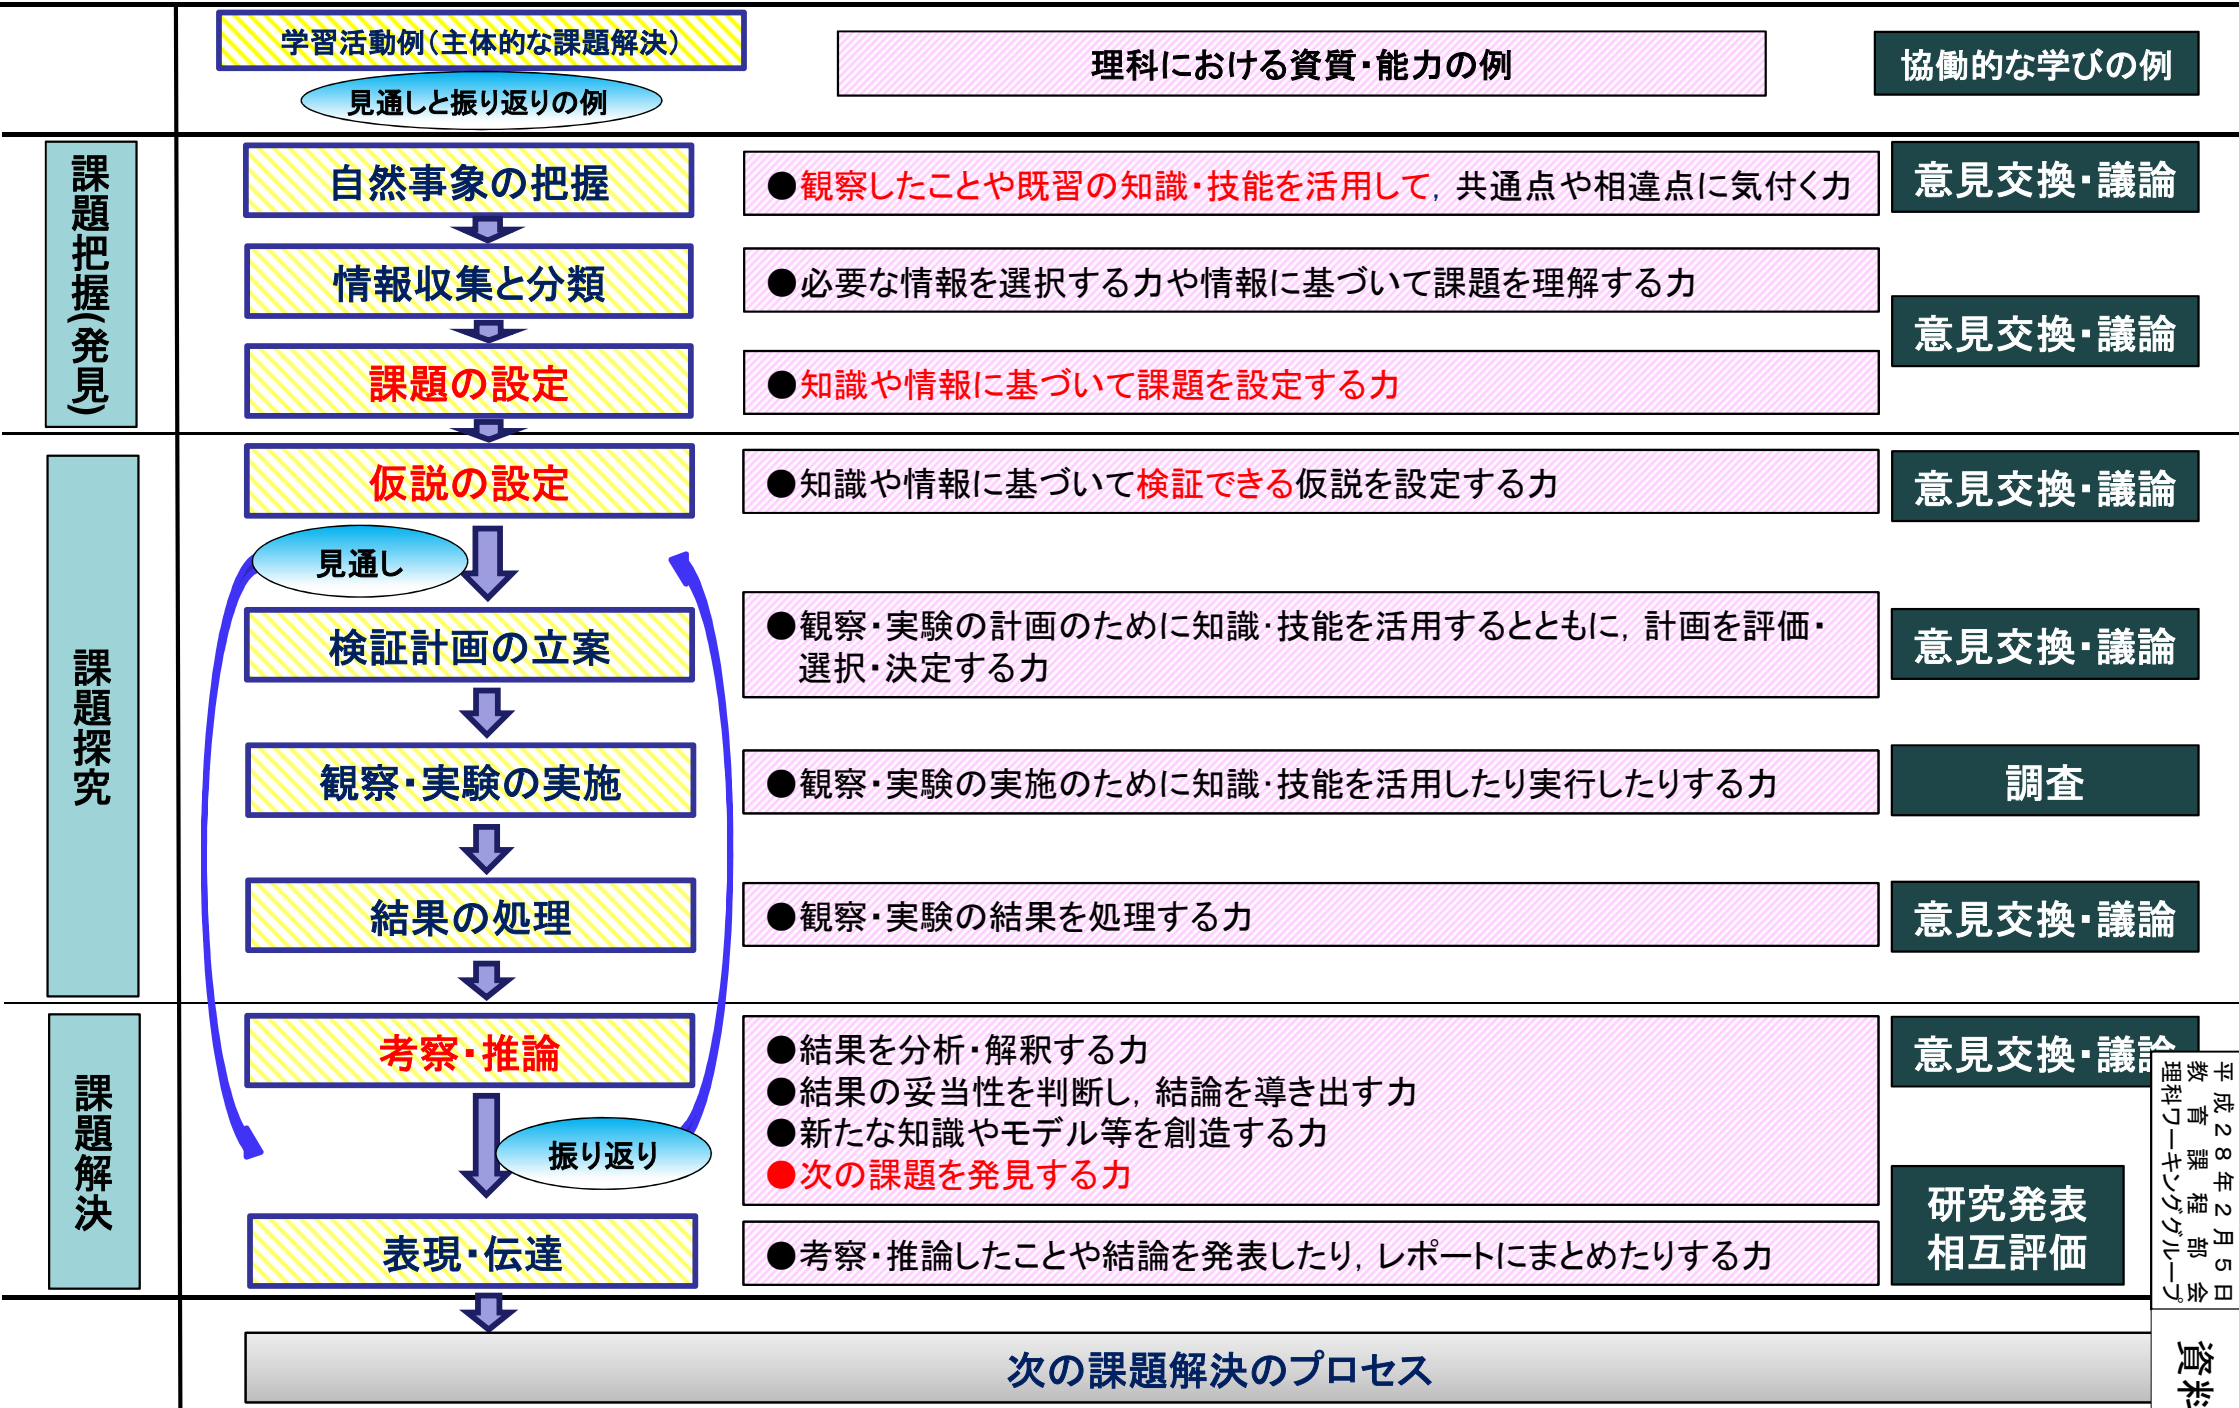 学習活動例（主体的な課題解決）
見通しと振り返りの例
理科における資質・能力の例
協働的な学びの例
課題把握(発見)
自然事象の把握
●観察したことや既習の知識・技能を活用して，共通点や相違点に気付く力
意見交換・議論
情報収集と分類
●必要な情報を選択する力や情報に基づいて課題を理解する力
意見交換・議論
課題の設定
●知識や情報に基づいて課題を設定する力
課題探究
仮説の設定
●知識や情報に基づいて検証できる仮説を設定する力
意見交換・議論
見通し
検証計画の立案
●観察・実験の計画のために知識・技能を活用するとともに，計画を評価・
選択・決定する力
意見交換・議論
観察・実験の実施
●観察・実験の実施のために知識・技能を活用したり実行したりする力
調査
結果の処理
●観察・実験の結果を処理する力
意見交換・議論
課題解決
考察・推論
●結果を分析・解釈する力
●結果の妥当性を判断し，結論を導き出す力
●新たな知識やモデル等を創造する力
●次の課題を発見する力
意見交換・議論
振り返り
表現・伝達
●考察・推論したことや結論を発表したり，レポートにまとめたりする力
研究発表
相互評価
次の課題解決のプロセス
平成２８年２月５日
教育課程部会
理科ワーキンググループ
資料